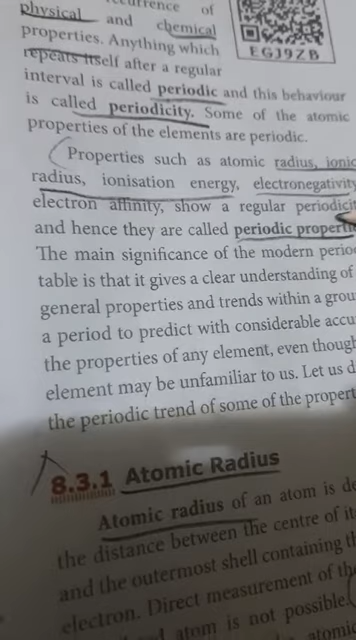 of
physical and chemical
properties. Anything which
repeats itself after a regular
interval is called periodic and this behaviour
is called periodicity. Some of the atomic
properties of the elements are periodic.
EGJ9ZB
Properties such as atomic radius, ionic
radius, ionisation energy, electronegativity
electron affinity, show a regular periodicit
and hence they are called periodic propert
The main significance of the modern perio
table is that it gives a clear understanding of
general properties and trends within a grou
a period to predict with considerable accu
the properties of any element, even though
element may be unfamiliar to us. Let us d
the periodic trend of some of the propert
8.3.1 Atomic Radius
Atomic radius of an atom is de
the distance between the centre of it
and the outermost shell containing th
electron. Direct measurement of the
atom is not possible.
atomic